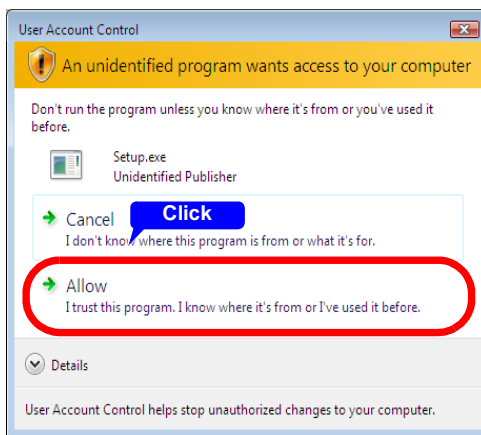 User Account Control
An unidentified program wants access to your computer
Don't run the program unless you know where it's from or you've used it
before.
Setup.exe
Unidentified Publisher
Cancel
Click
I don't know where this program is from or what it's for.
Allow
I trust this program. I know where it's from or I've used it before.
Details
User Account Control helps stop unauthorized changes to your computer.